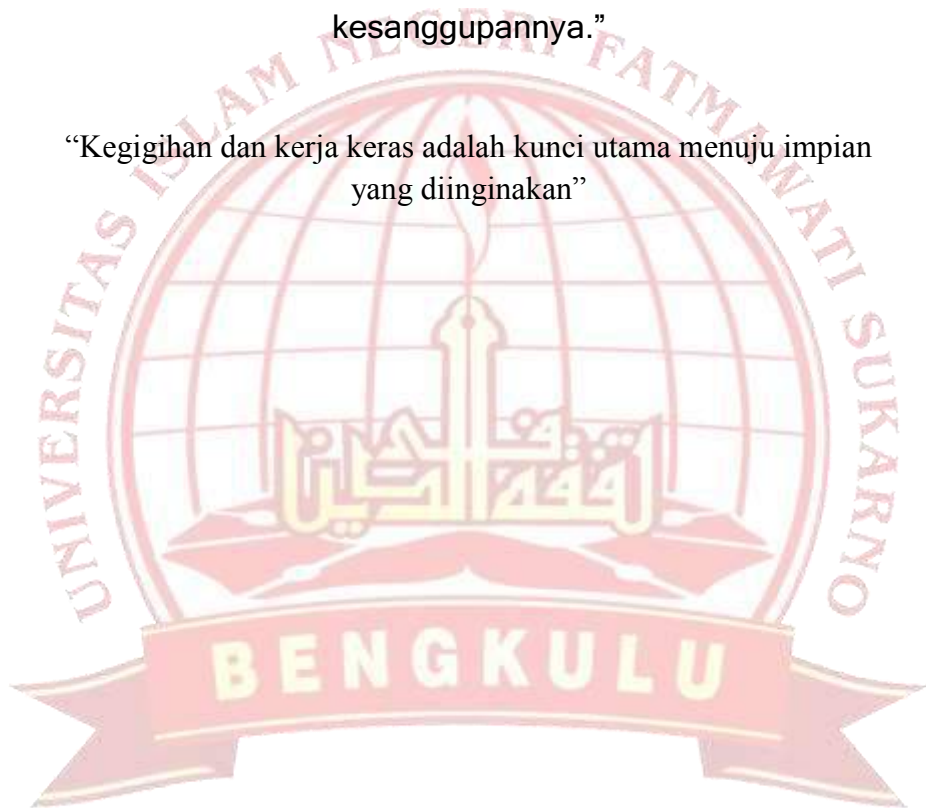 kesanggupannya.”
“Kegigihan dan kerja keras adalah kunci utama menuju impian
yang diinginakan”
UNIVERSITAS ISLAM NEGERI FATMAWATI SUKARNO
BENGKULU